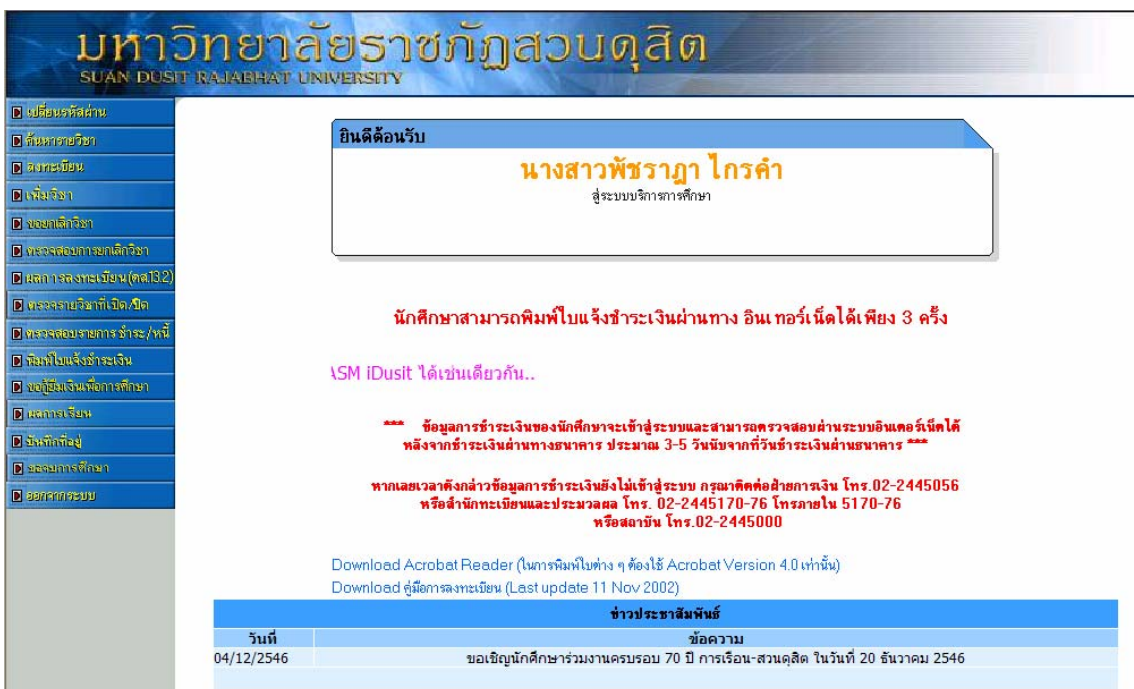 มหาวิทยาลัยราชภัฏสวนดุสิต
SUAN DUSIT RAJABHAT UNIVERSITY
เปลี่ยนรหัสผ่าน
ค้นหารายวิชา
ลงทะเบียน
เพิ่มวิชา
ขอยกเลิกวิชา
ตรวจสอบการยกเลิกวิชา
ผลการลงทะเบียน(ตส.13.2)
ตรวจรายวิชาที่เปิด/ปิด
ตรวจสอบรายการ ชำระ/หนี้
พิมพ์ใบแจ้งชำระเงิน
ขอกู้ยืมเงินเพื่อการศึกษา
ผลการเรียน
บันทึกที่อยู่
ขอจบการศึกษา
ออกจากระบบ
ยินดีต้อนรับ
นางสาวพัชราฎา ไกรคำ
สู่ระบบบริการการศึกษา
นักศึกษาสามารถพิมพ์ใบแจ้งชำระเงินผ่านทาง อินเทอร์เน็ตได้เพียง 3 ครั้ง
ASM iDusit ได้เช่นเดียวกัน..
*** ข้อมูลการชำระเงินของนักศึกษาจะเข้าสู่ระบบและสามารถตรวจสอบผ่านระบบอินเตอร์เน็ตได้
หลังจากชำระเงินผ่านทางธนาคาร ประมาณ 3-5 วันนับจากที่วันชำระเงินผ่านธนาคาร ***
หากเลยเวลาดังกล่าวข้อมูลการชำระเงินยังไม่เข้าสู่ระบบ กรุณาติดต่อฝ่ายการเงิน โทร.02-2445056
หรือสำนักทะเบียนและประมวลผล โทร. 02-2445170-76 โทรภายใน 5170-76
หรือสถาบัน โทร.02-2445000
Download Acrobat Reader (ในการพิมพ์ใบต่าง ๆ ต้องใช้ Acrobat Version 4.0 เท่านั้น)
Download คู่มือการลงทะเบียน (Last update 11 Nov 2002)
ข่าวประชาสัมพันธ์
วันที่ ข้อความ
04/12/2546 ขอเชิญนักศึกษาร่วมงานครบรอบ 70 ปี การเรือน-สวนดุสิต ในวันที่ 20 ธันวาคม 2546